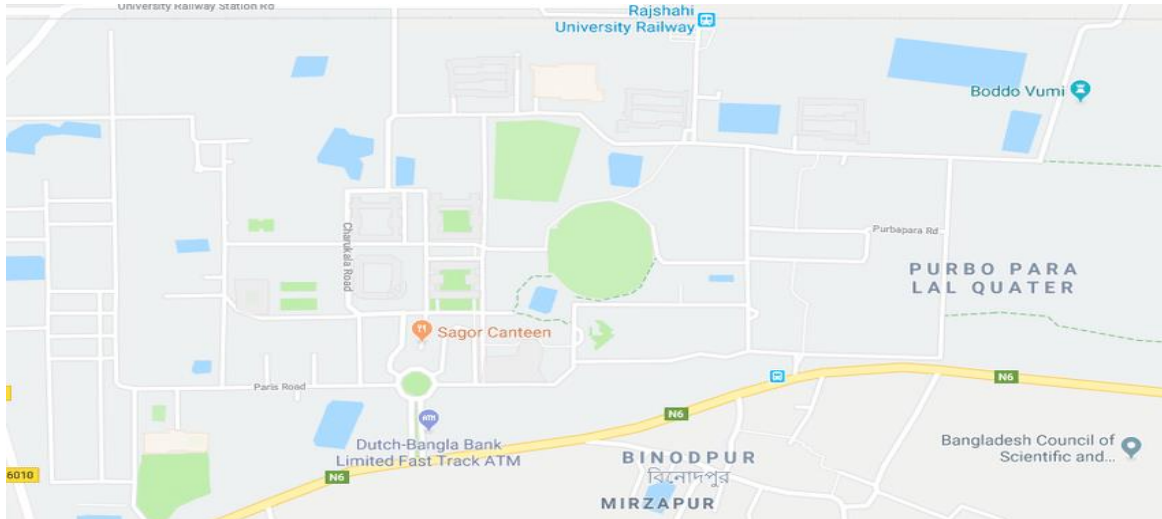 University Railway Station Rd
Rajshahi
University Railway
Boddo Vumi
Charukala Road
Purbapara Rd
PURBO PARA
LAL QUATER
Sagor Canteen
Paris Road
N6
N6
ATM
Dutch-Bangla Bank
Limited Fast Track ATM
BINODPUR
বিনোদপুর
Bangladesh Council of
Scientific and...
6010
N6
MIRZAPUR